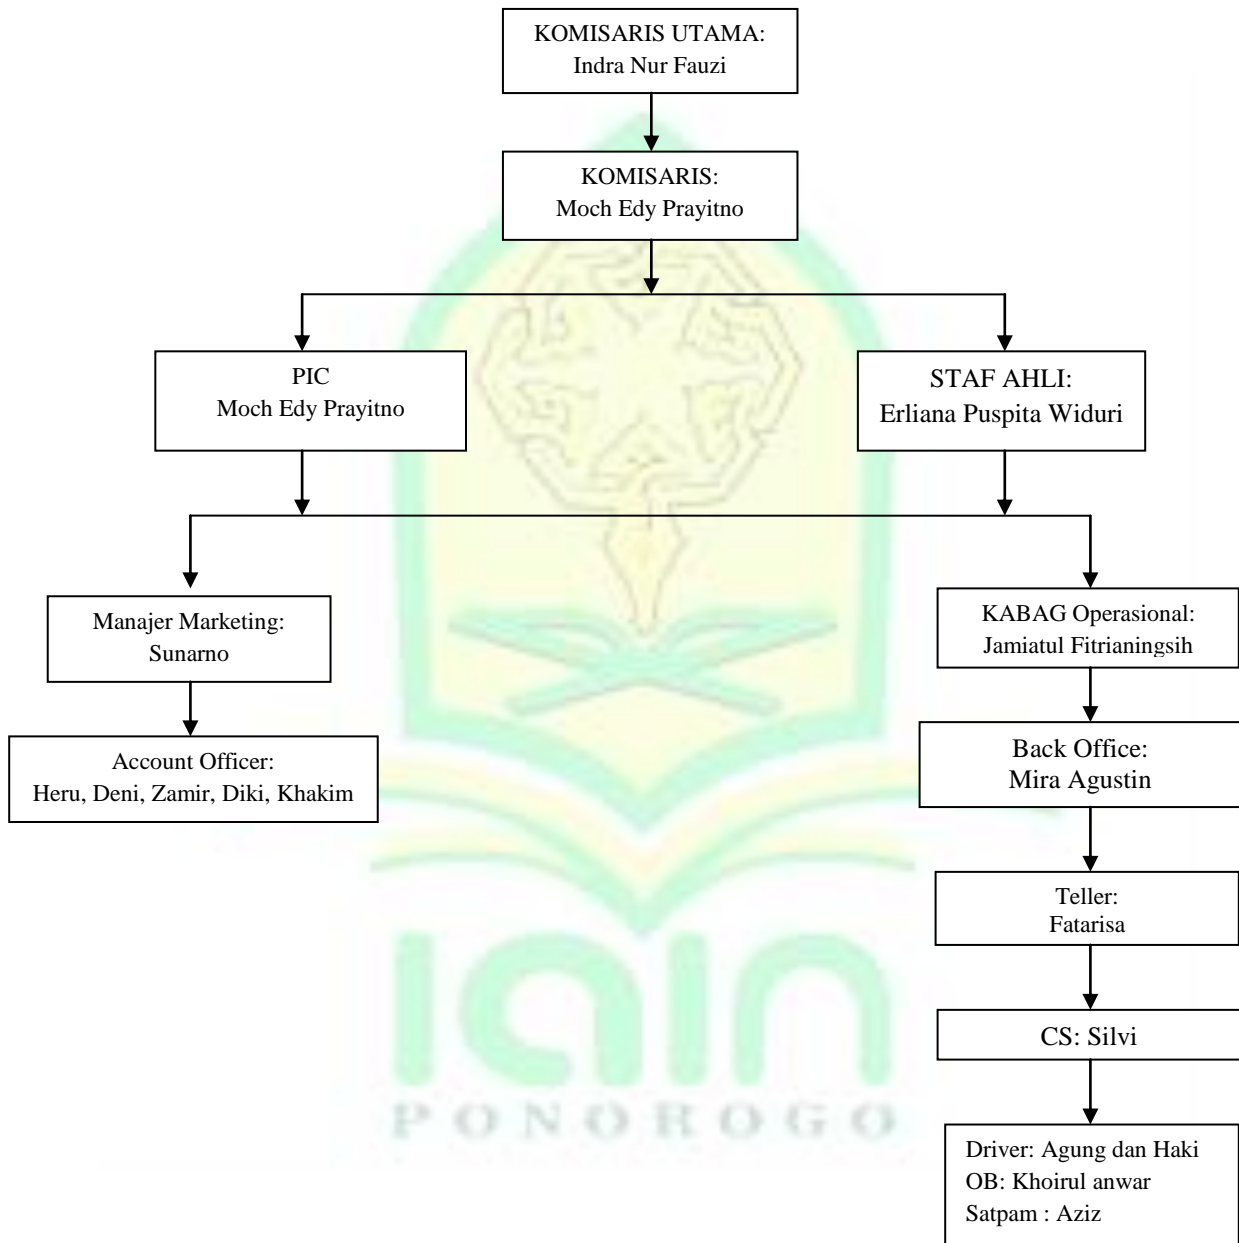 KOMISARIS UTAMA:
Indra Nur Fauzi
KOMISARIS:
Moch Edy Prayitno
PIC
Moch Edy Prayitno
STAF AHLI:
Erliana Puspita Widuri
Manajer Marketing:
Sunarno
KABAG Operasional:
Jamiatul Fitrianingsih
Account Officer:
Heru, Deni, Zamir, Diki, Khakim
Back Office:
Mira Agustin
Teller:
Fatarisa
CS: Silvi
Driver: Agung dan Haki
OB: Khoirul anwar
Satpam : Aziz
iain
PONOROGO